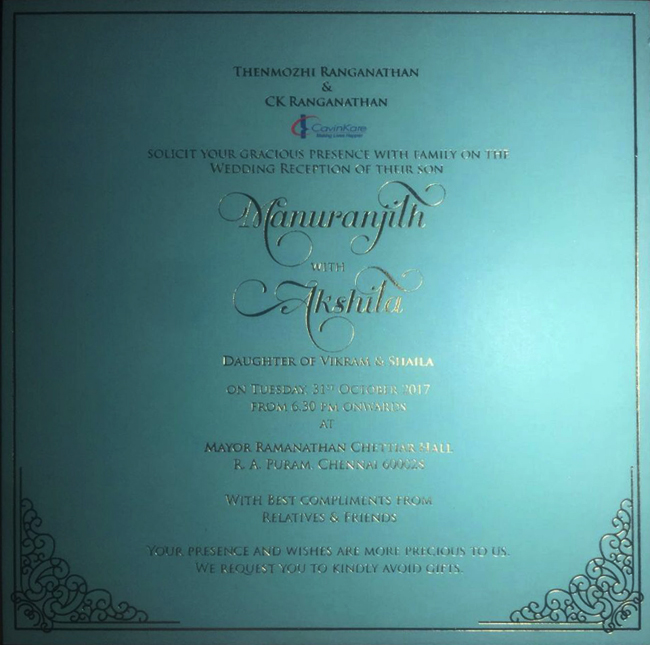 Thenmozhi Ranganathan
&
CK Ranganathan
CavinKare
solicit your gracious presence with family on the
Wedding Reception of their son
Manuranjith
with
Akshita
Daughter of Vikram & Shaila
on Tuesday, 31st October 2017
from 6.30 pm onwards
at
Mayor Ramanathan Chettiar Hall
R. A. Puram, Chennai 600028
With Best compliments from
Relatives & Friends
Your presence and wishes are more precious to us.
We request you to kindly avoid gifts.